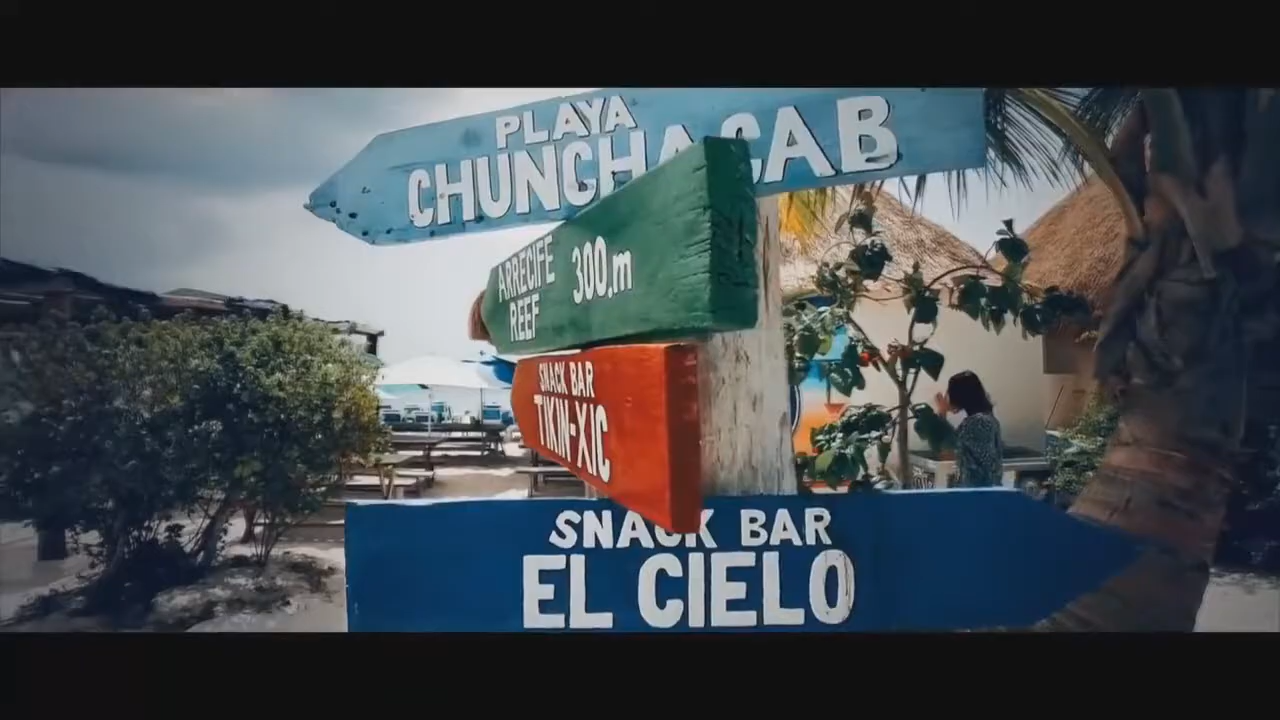 PLAYA
CHUNCHACAB
ARRECIFE
REEF
300.m
SNACK BAR
TIKIN-XIC
SNACK BAR
EL CIELO